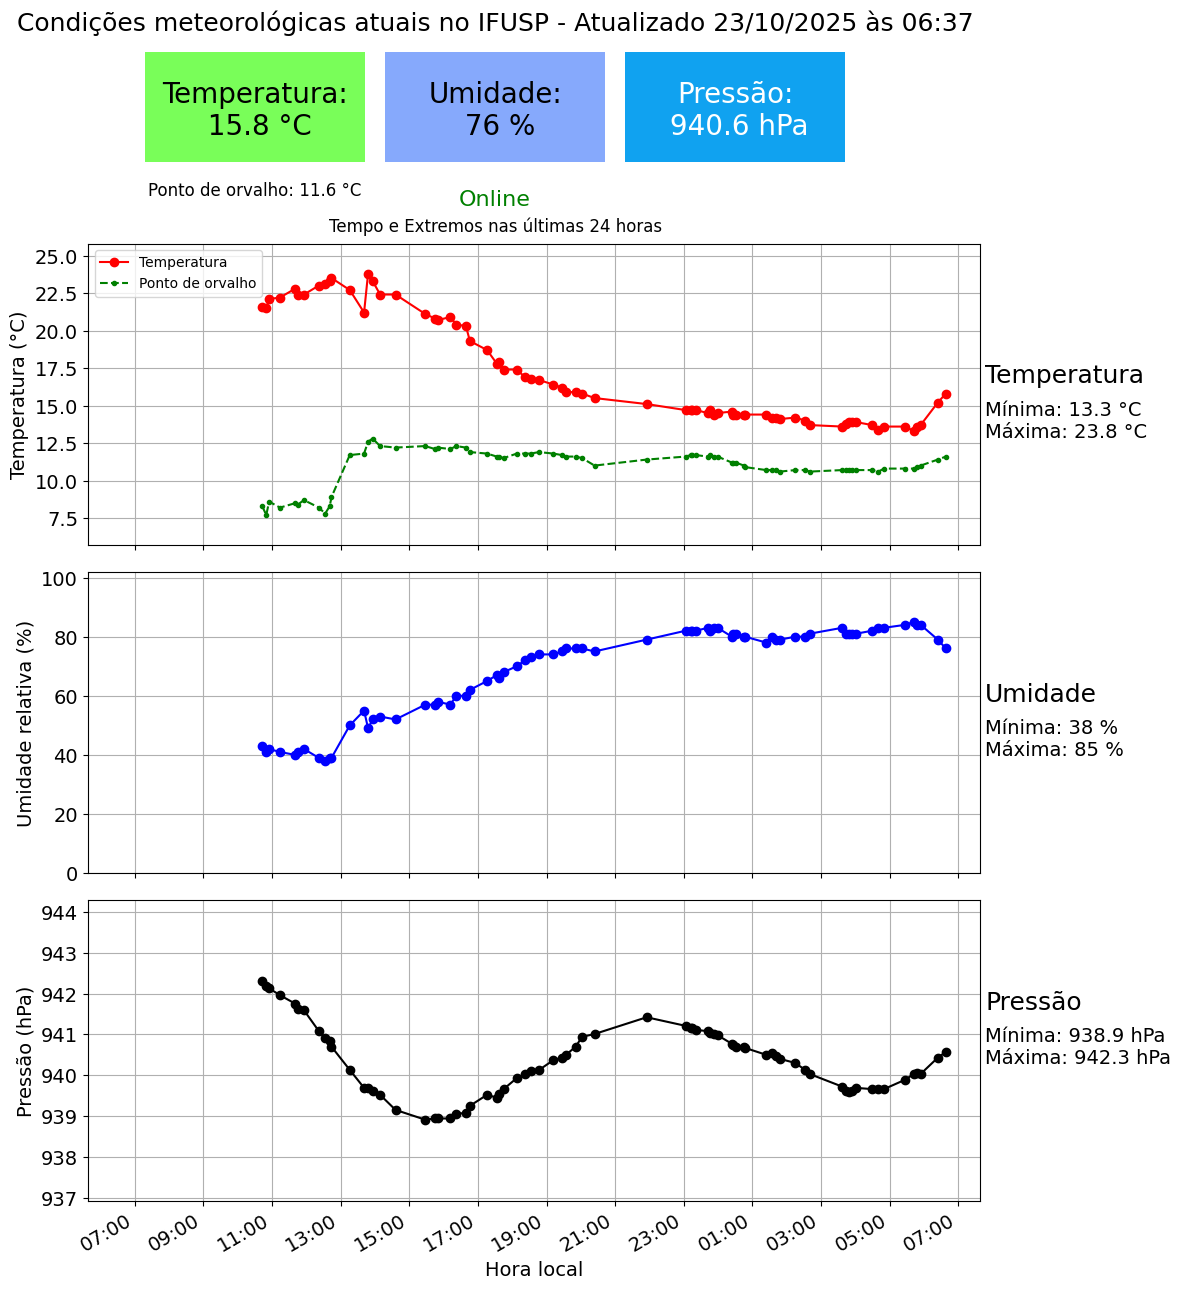 Condições meteorológicas atuais no IFUSP - Atualizado 23/10/2025 às 06:37
Temperatura:
15.8 °C
Umidade:
76 %
Pressão:
940.6 hPa
Ponto de orvalho: 11.6 °C
Online
Tempo e Extremos nas últimas 24 horas
Temperatura
Ponto de orvalho
Temperatura (°C)
25.0
22.5
20.0
17.5
15.0
12.5
10.0
7.5
Temperatura
Mínima: 13.3 °C
Máxima: 23.8 °C
Umidade relativa (%)
100
80
60
40
20
0
Umidade
Mínima: 38 %
Máxima: 85 %
Pressão (hPa)
944
943
942
941
940
939
938
937
Pressão
Mínima: 938.9 hPa
Máxima: 942.3 hPa
07:00
09:00
11:00
13:00
15:00
17:00
19:00
21:00
23:00
01:00
03:00
05:00
07:00
Hora local